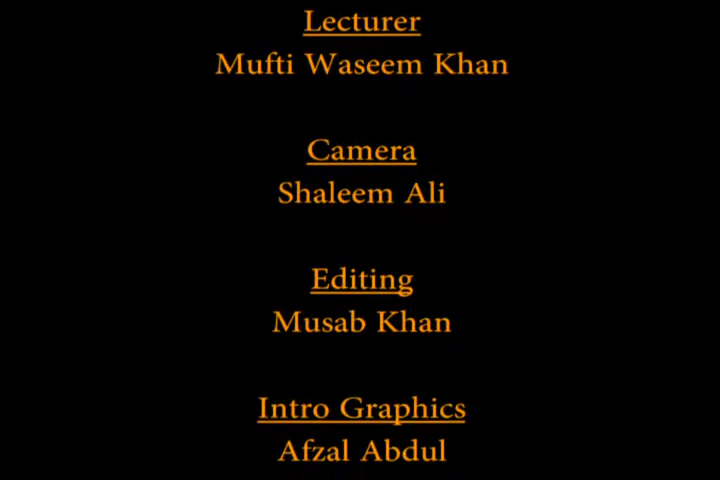 Lecturer
Mufti Waseem Khan
Camera
Shaleem Ali
Editing
Musab Khan
Intro Graphics
Afzal Abdul